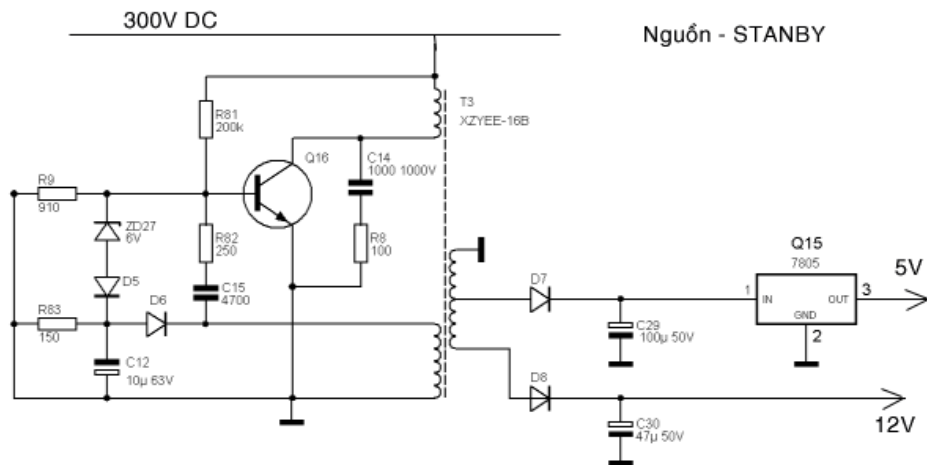 300V DC
Nguồn - STANBY
T3
XZYEE-16B
R81
200k
Q16
C14
1000 1000V
R9
910
ZD27
6V
R82
250
R8
100
Q15
7805
5V
D5
D7
1
IN
OUT
3
GND
2
R83
150
D6
C15
4700
C29
100µ 50V
C12
10µ 63V
D8
12V
C30
47µ 50V